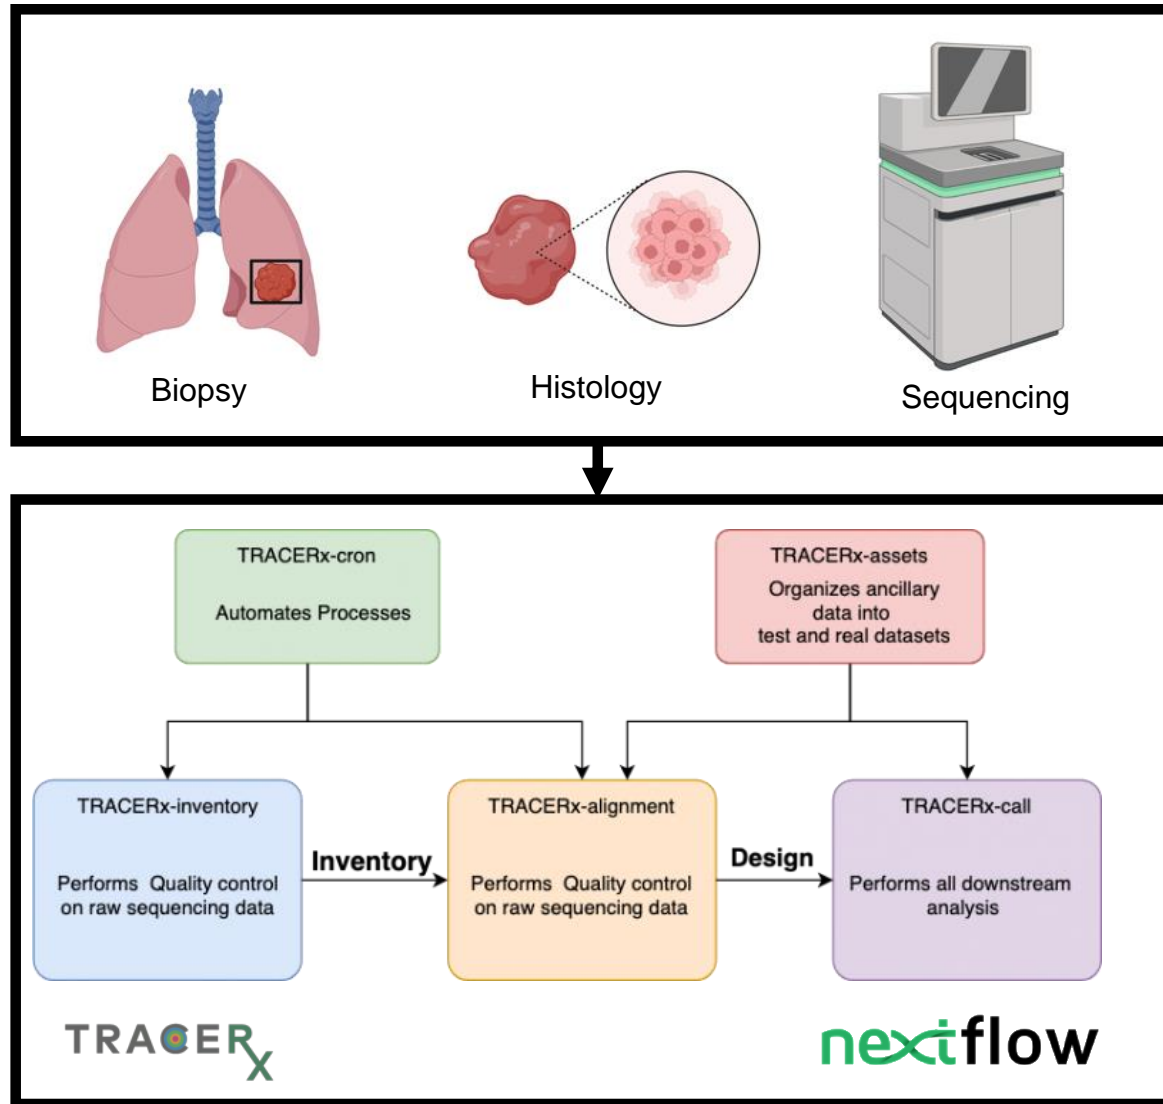 Biopsy
Histology
Sequencing
TRACERx-cron
Automates Processes
TRACERx-assets
Organizes ancillary
data into
test and real datasets
TRACERx-inventory
Performs Quality control
on raw sequencing data
Inventory
TRACERx-alignment
Performs Quality control
on raw sequencing data
Design
TRACERx-call
Performs all downstream
analysis
TRACERx
nextflow